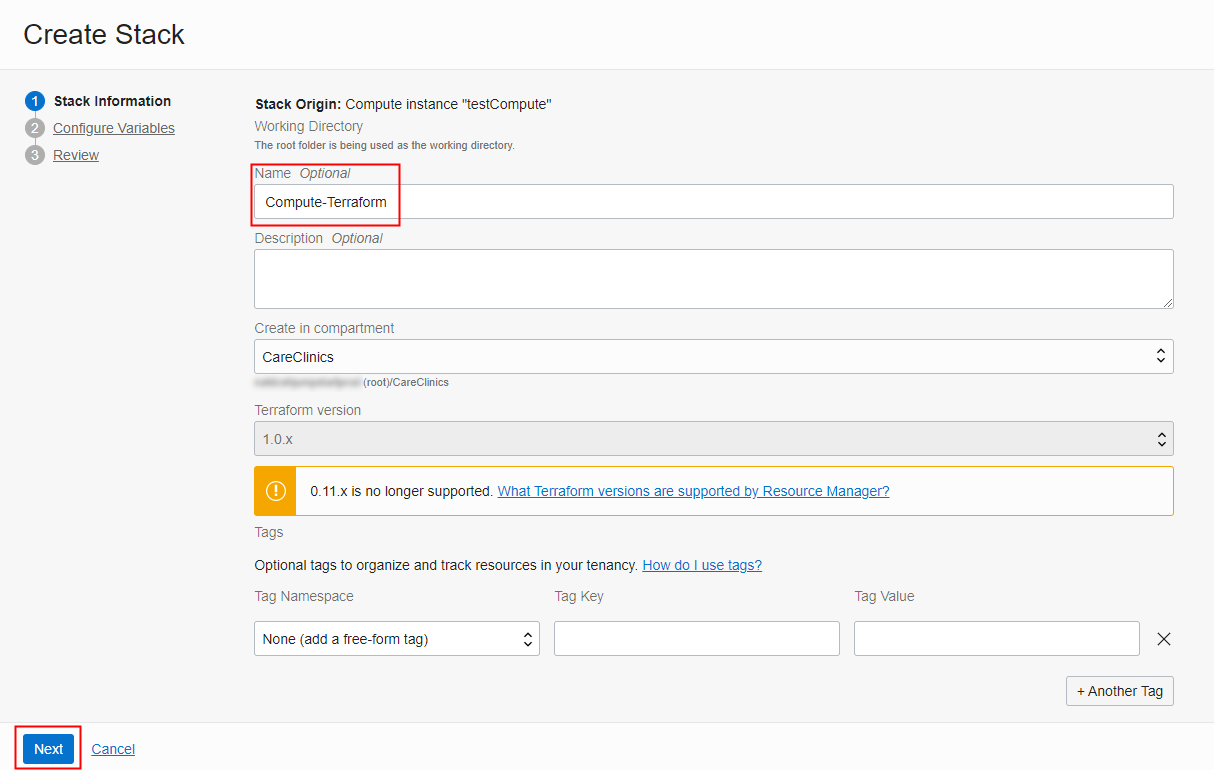 Create Stack
1 Stack Information
2 Configure Variables
3 Review
Stack Origin: Compute instance "testCompute"
Working Directory
The root folder is being used as the working directory.
Name Optional
Compute-Terraform
Description Optional
Create in compartment
CareClinics
(root)/CareClinics
Terraform version
1.0.x
0.11.x is no longer supported. What Terraform versions are supported by Resource Manager?
Tags
Optional tags to organize and track resources in your tenancy. How do I use tags?
Tag Namespace Tag Key Tag Value
None (add a free-form tag)
+ Another Tag
Next Cancel